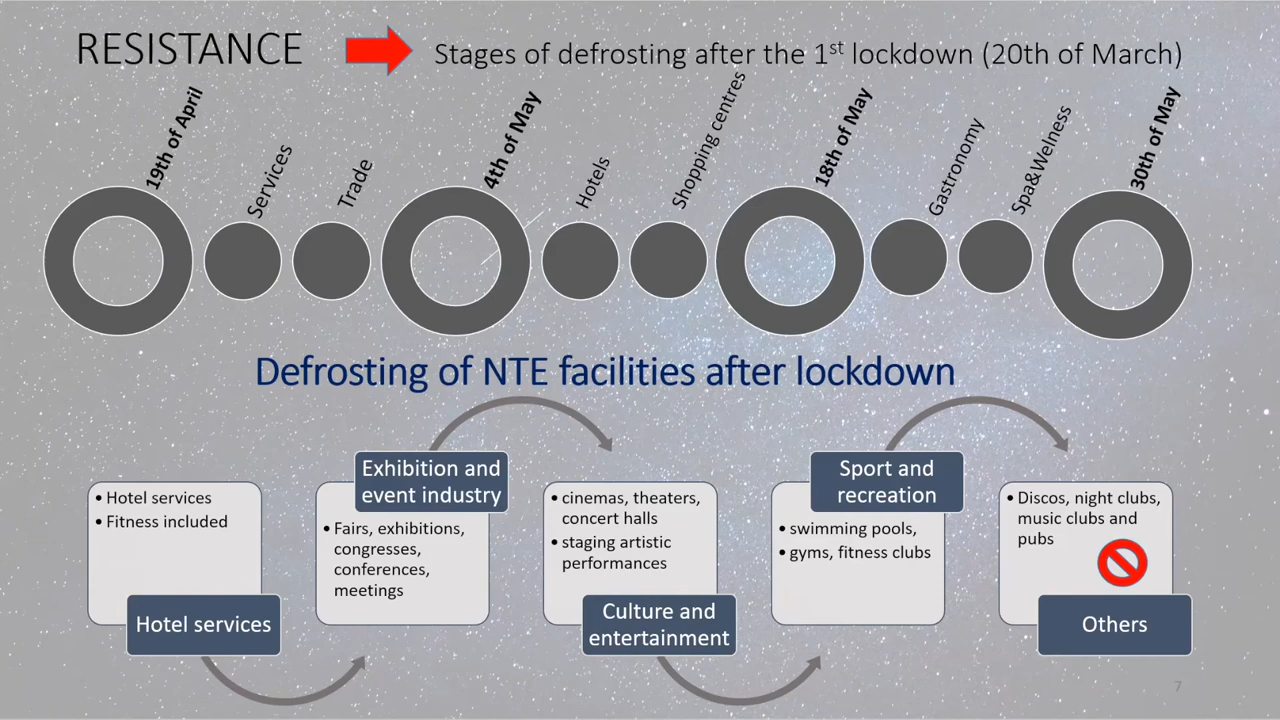 RESISTANCE
Stages of defrosting after the 1st lockdown (20th of March)
19th of April
Services
Trade
4th of May
Hotels
Shopping centres
18th of May
Gastronomy
Spa&Welness
30th of May
Defrosting of NTE facilities after lockdown
• Hotel services
• Fitness included
Hotel services
Exhibition and
event industry
• Fairs, exhibitions,
congresses,
conferences,
meetings
• cinemas, theaters,
concert halls
• staging artistic
performances
Culture and
entertainment
Sport and
recreation
• swimming pools,
• gyms, fitness clubs
• Discos, night clubs,
music clubs and
pubs
Others
7